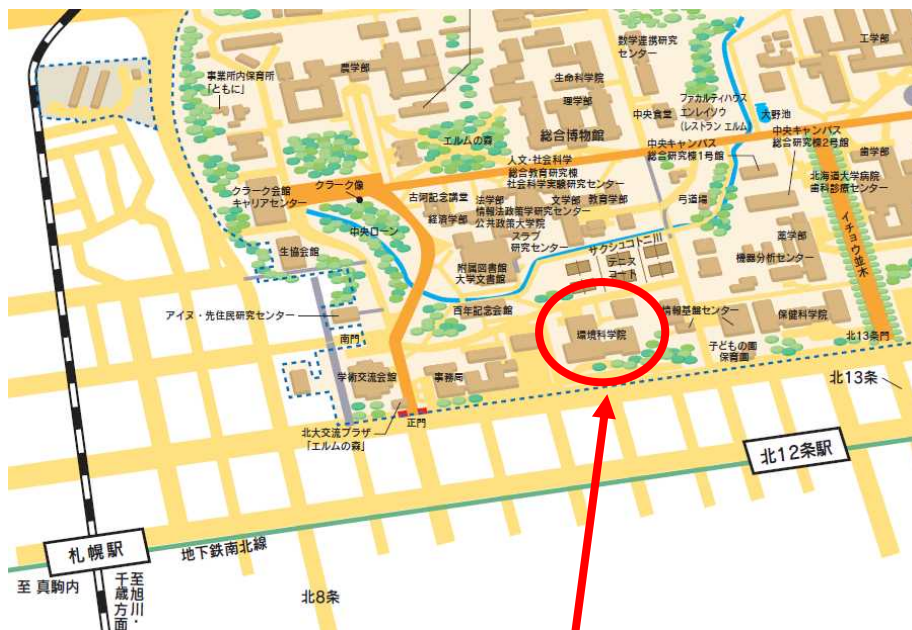 数学連携研究
センター
工学部
農学部
事業所内保育所
「ともに」
生命科学院
理学部
ファカルティハウス
エンレイソウ
(レストラン エルム)
大野池
中央食堂
総合博物館
エルムの森
中央キャンパス
総合研究棟1号館
中央キャンパス
総合研究棟2号館
歯学部
人文・社会科学
総合教育研究棟
社会科学実験研究センター
北海道大学病院
歯科診療センター
クラーク会館
キャリアセンター
クラーク像
古河記念講堂
法学部
文学部
教育学部
弓道場
経済学部
情報法政策学研究センター
公共政策大学院
スラブ
研究センター
イチョウ並木
中央ローン
サクシュコトニ川
薬学部
生協会館
テニス
コート
機器分析センター
附属図書館
大学文書館
アイヌ・先住民研究センター
百年記念会館
環境科学院
情報基盤センター
保健科学院
南門
子どもの園
保育園
北13条門
学術交流会館
事務局
北13条
正門
北大交流プラザ
「エルムの森」
北12条駅
札幌駅
地下鉄南北線
至 真駒内
至旭川・
千歳方面
北8条